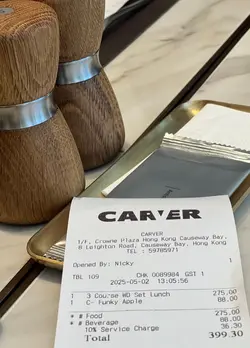 CARVER
CARVER
1/F, Crowne Plaza Hong Kong Causeway Bay,
8 Leighton Road, Causeway Bay, Hong Kong
TEL : 59785971
Opened By: Nicky 1
TBL 109 CHK 0089984 GST 1
2025-05-02 13:05:56
1 3 Course WD Set Lunch 275.00
1 C- Funky Apple 88.00
* # Food 275.00
* # Beverage 88.00
10% Service Charge 36.30
Total 399.30